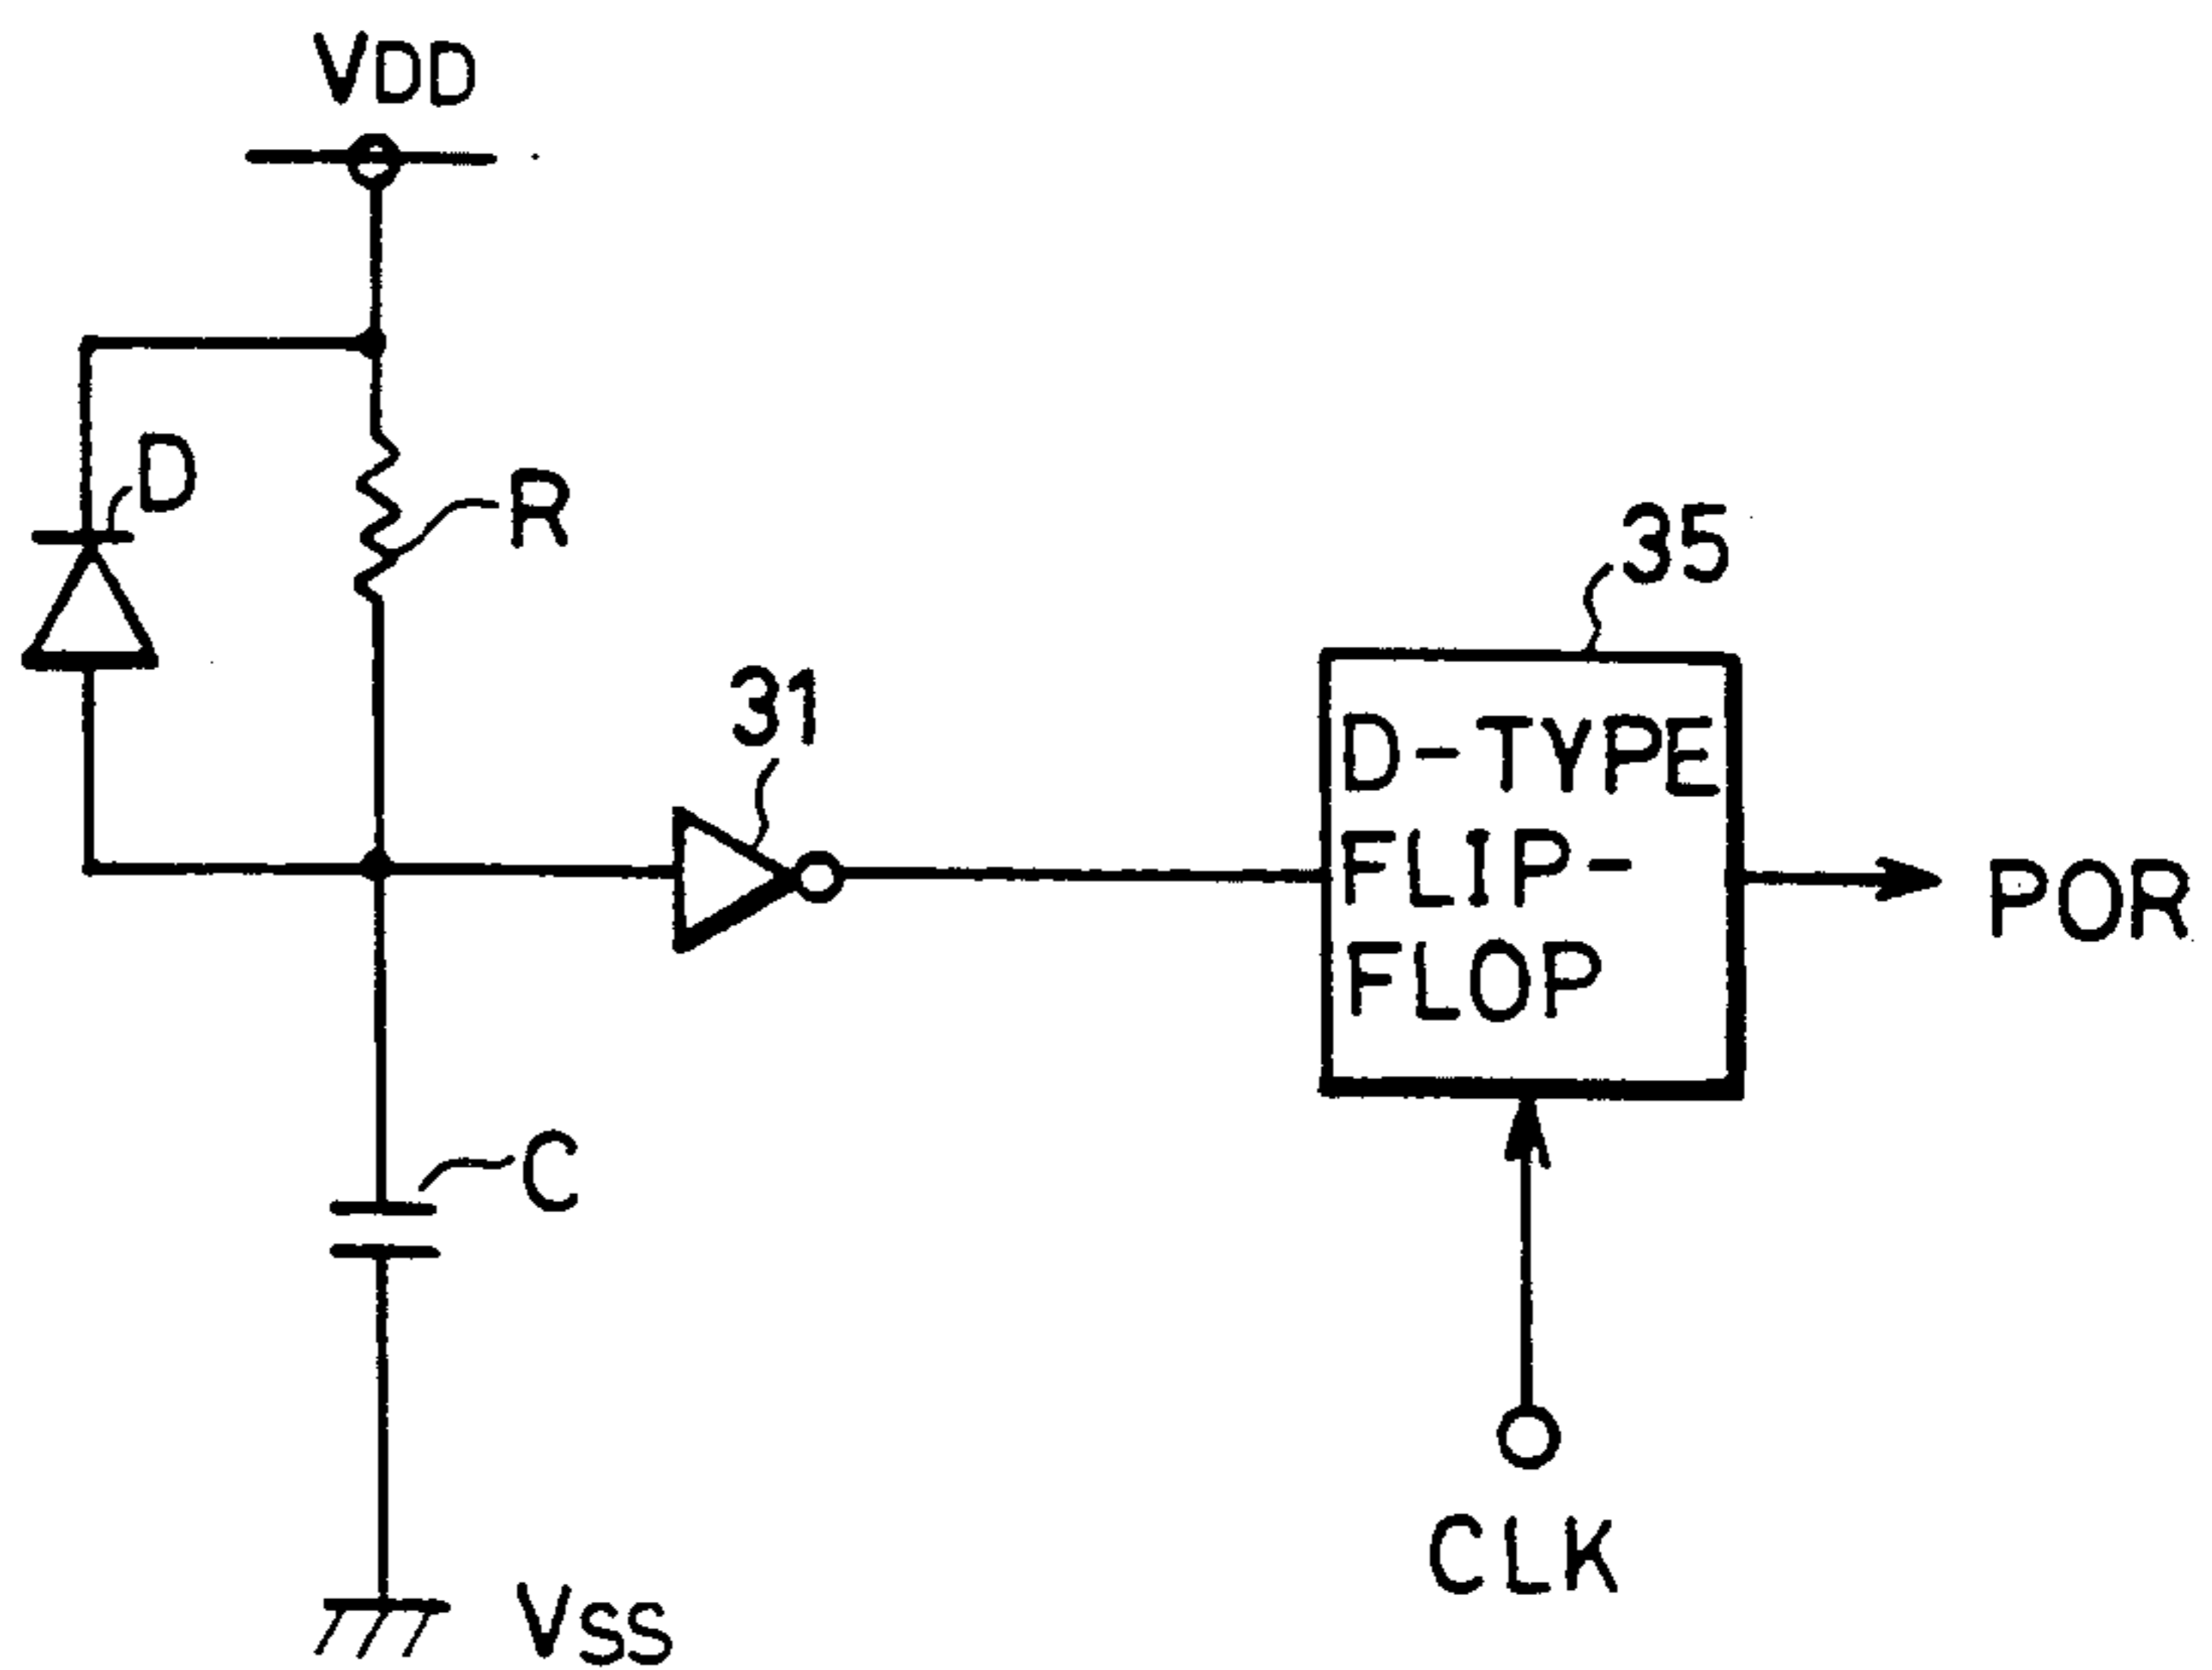 VDD
D
R
35
31
D-TYPE
FLIP-
FLOP
POR
C
CLK
VSS